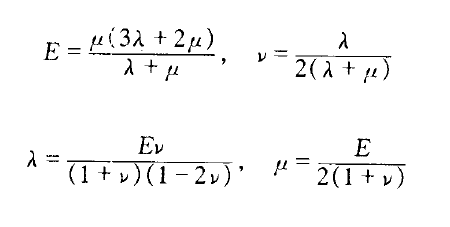 E = μ(3λ + 2μ) / λ + μ , ν = λ / 2(λ + μ)
λ = Eν / (1 + ν)(1 − 2ν) , μ = E / 2(1 + ν)